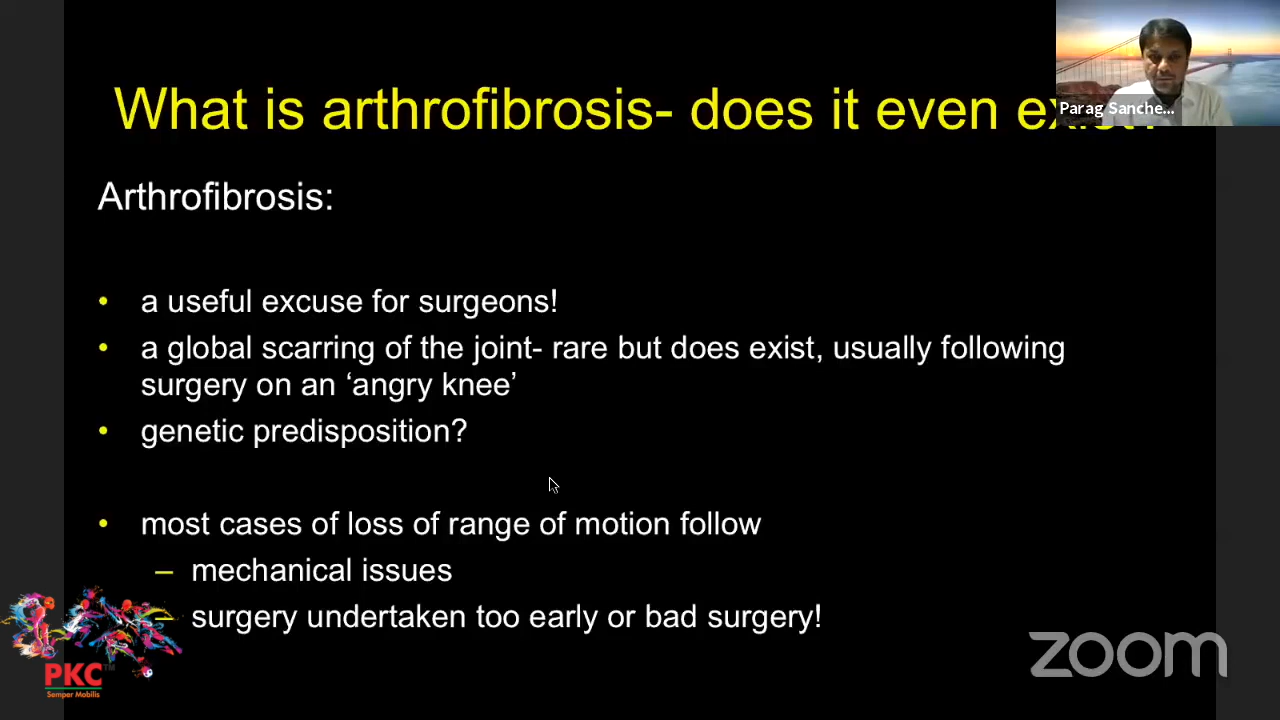 What is arthrofibrosis- does it even
Parag Sanche...
Arthrofibrosis:
• a useful excuse for surgeons!
• a global scarring of the joint- rare but does exist, usually following
surgery on an ‘angry knee’
• genetic predisposition?
• most cases of loss of range of motion follow
– mechanical issues
– surgery undertaken too early or bad surgery!
PKC™
Semper Mobilis
zoom